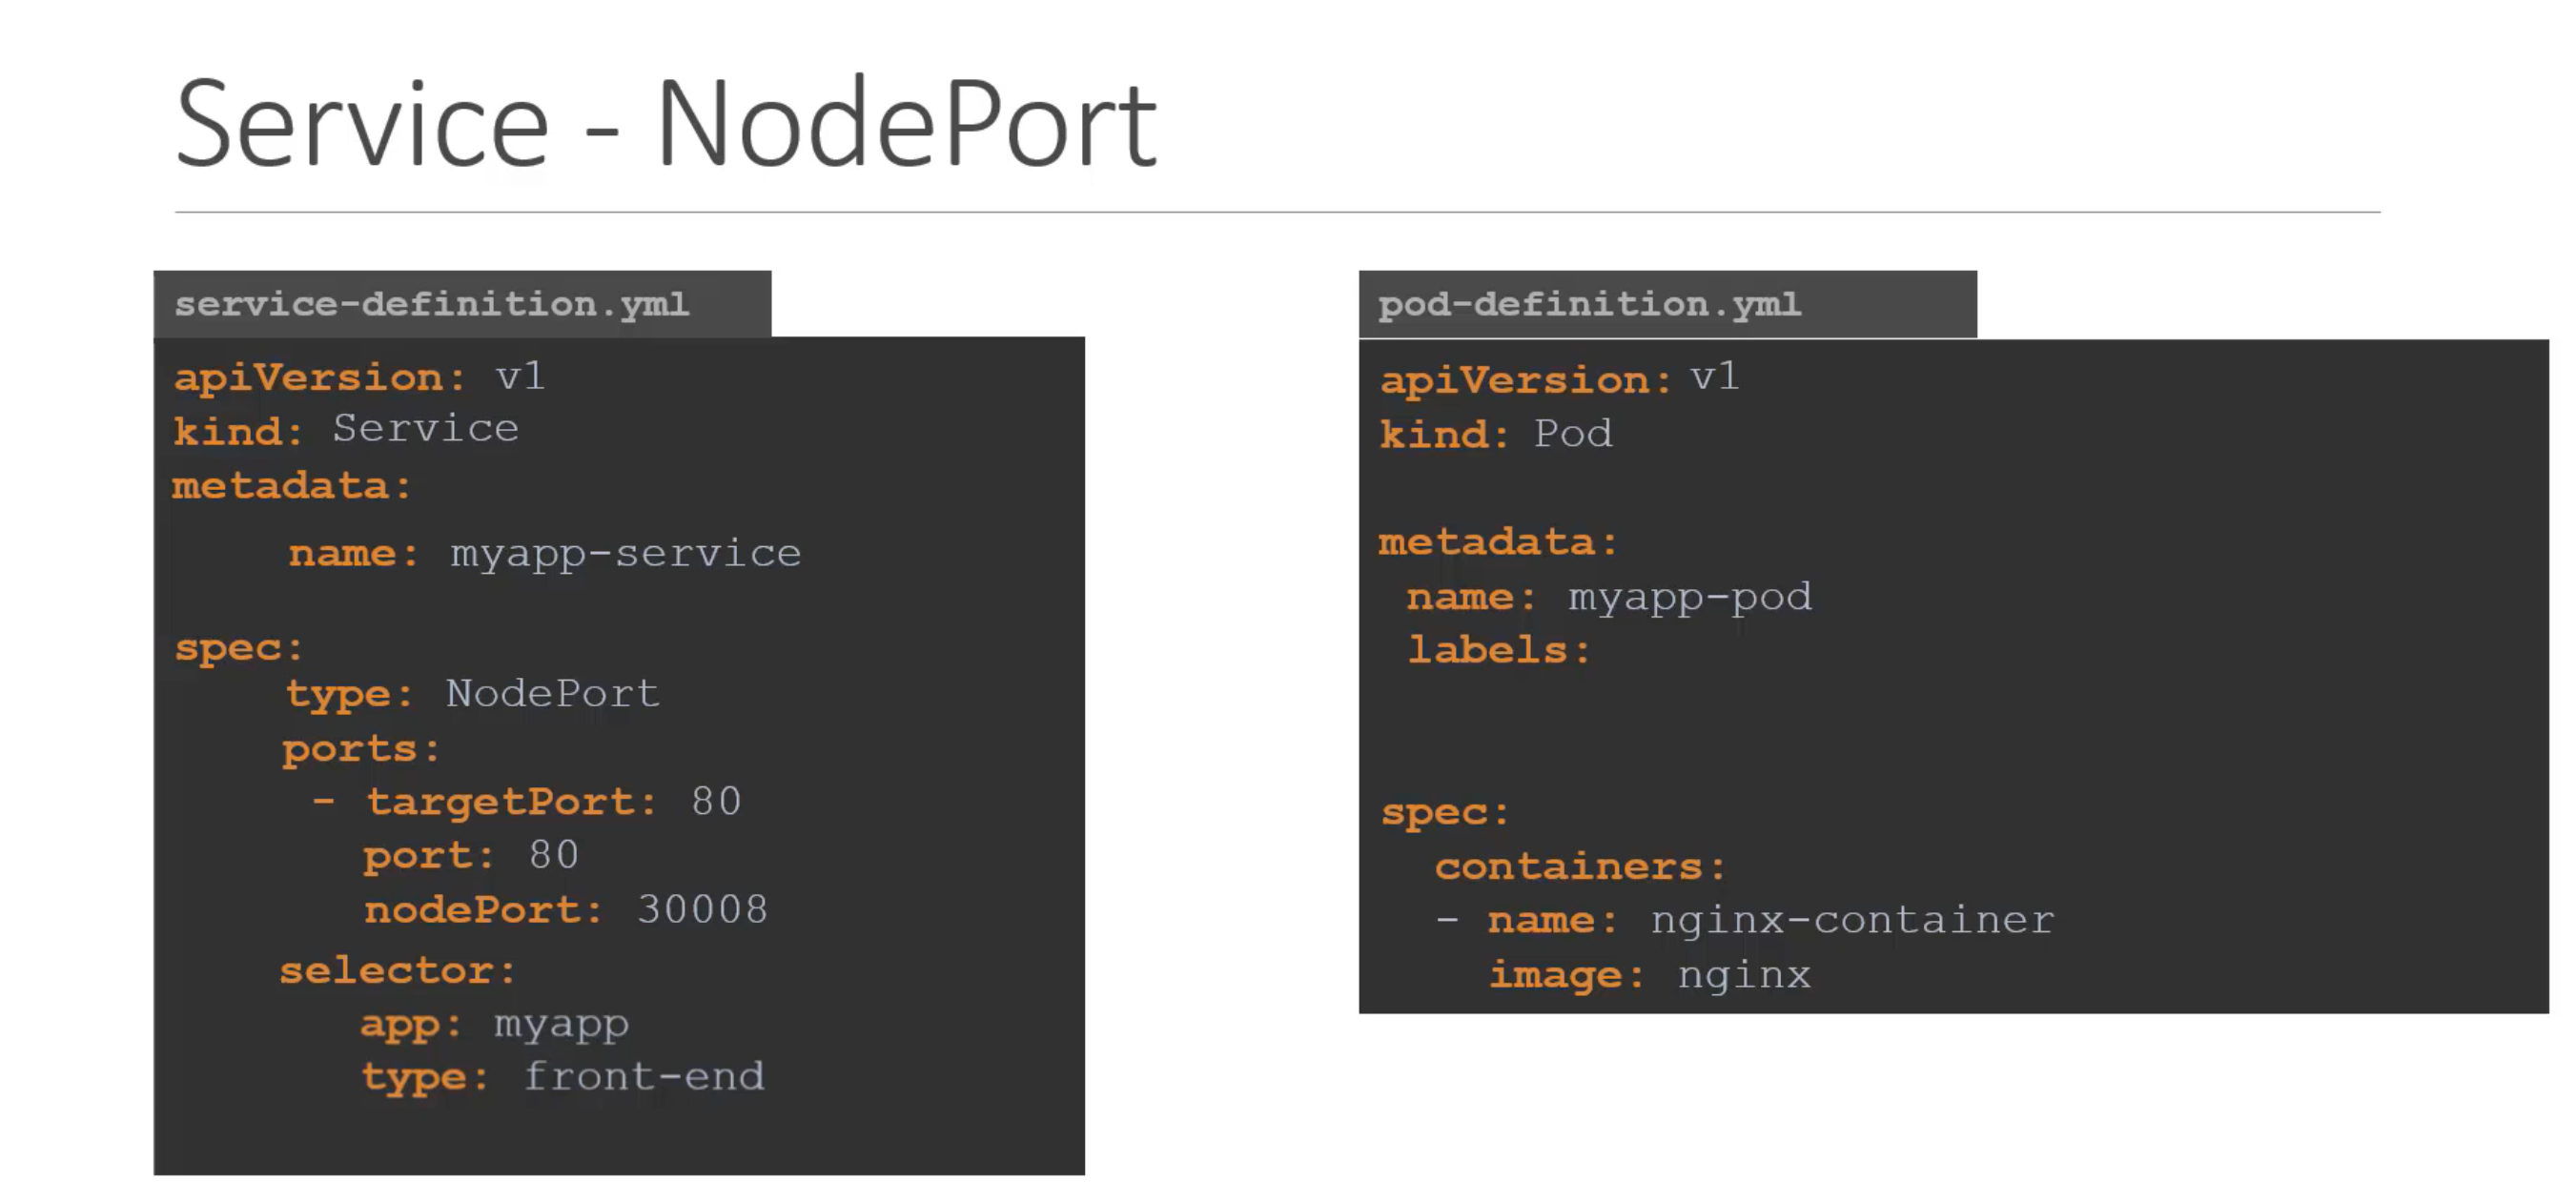 Service - NodePort
service-definition.yml
apiVersion: v1
kind: Service
metadata:
name: myapp-service
spec:
type: NodePort
ports:
- targetPort: 80
port: 80
nodePort: 30008
selector:
app: myapp
type: front-end
pod-definition.yml
apiVersion: v1
kind: Pod
metadata:
name: myapp-pod
labels:
spec:
containers:
- name: nginx-container
image: nginx